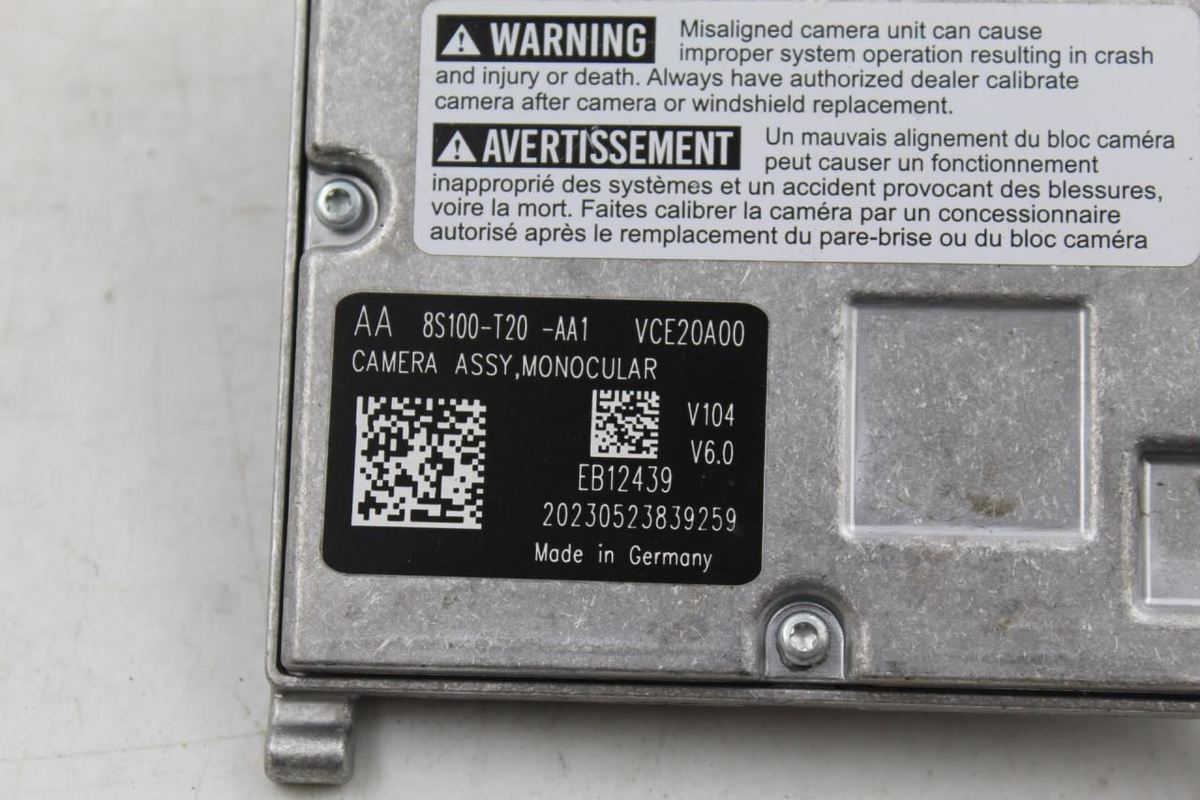 WARNING Misaligned camera unit can cause
improper system operation resulting in crash
and injury or death. Always have authorized dealer calibrate
camera after camera or windshield replacement.
AVERTISSEMENT Un mauvais alignement du bloc caméra
peut causer un fonctionnement
inapproprié des systèmes et un accident provocant des blessures,
voire la mort. Faites calibrer la caméra par un concessionnaire
autorisé après le remplacement du pare-brise ou du bloc caméra
AA 8S100-T20 -AA1 VCE20A00
CAMERA ASSY,MONOCULAR
V104
V6.0
EB12439
20230523839259
Made in Germany